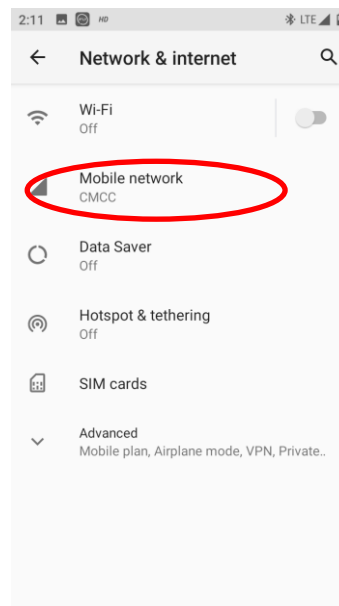 2:11 HD LTE
Network & internet
Wi-Fi
Off
Mobile network
CMCC
Data Saver
Off
Hotspot & tethering
Off
SIM cards
Advanced
Mobile plan, Airplane mode, VPN, Private..